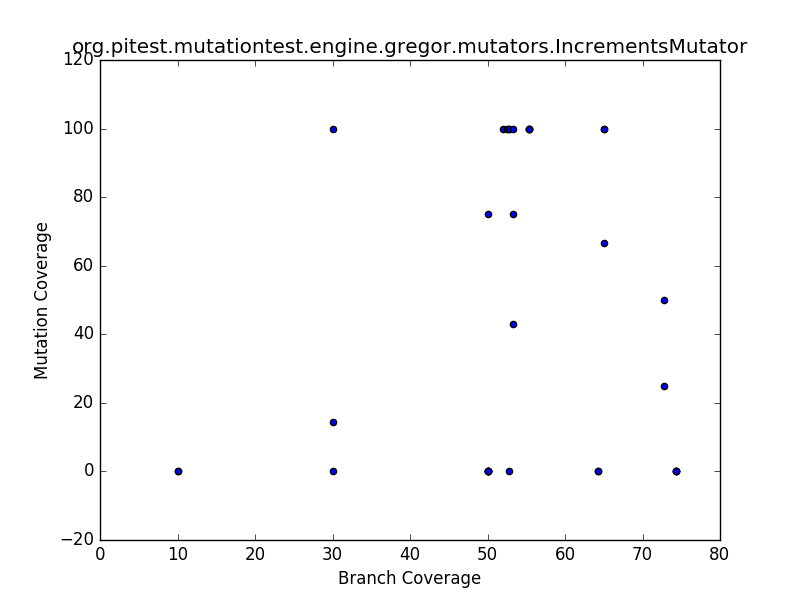 org.pitest.mutationtest.engine.gregor.mutators.IncrementsMutator
120
100
80
60
40
20
0
−20
Mutation Coverage
0 10 20 30 40 50 60 70 80
Branch Coverage